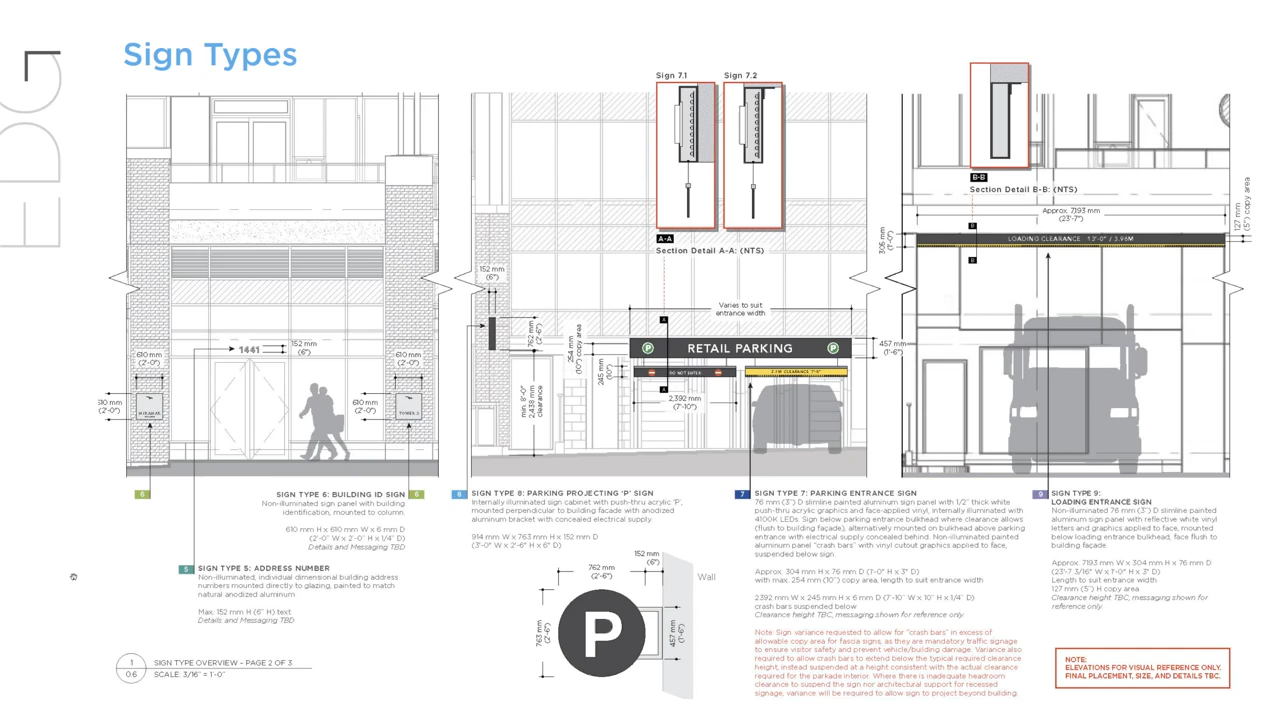 EDG
Sign Types
Sign 7.1
Sign 7.2
A-A
Section Detail A-A: (NTS)
B-B
Section Detail B-B: (NTS)
Approx. 7,193 mm
(23'-7")
127 mm
(5") copy area
305 mm
(1'-0")
B
LOADING CLEARANCE 13'-0" / 3.96M
B
152 mm
(6")
Varies to suit
entrance width
A
762 mm
(2'-6")
254 mm
(10") copy area
RETAIL PARKING
457 mm
(1'-6")
245 mm
(10")
DO NOT ENTER
2.1M CLEARANCE 7'-0"
A
2,392 mm
(7'-10")
min. 8'-0"
2,438 mm
clearance
1441
152 mm
(6")
610 mm
(2'-0")
610 mm
(2'-0")
(2'-0")
610 mm
(2'-0")
MIRAMAR
TOWER 2
6
SIGN TYPE 6: BUILDING ID SIGN
6
Non-illuminated sign panel with building
identification, mounted to column.
610 mm H x 610 mm W x 6 mm D
(2'-0" W x 2'-0" H x 1/4" D)
Details and Messaging TBD
5
SIGN TYPE 5: ADDRESS NUMBER
Non-illuminated, individual dimensional building address
numbers mounted directly to glazing, painted to match
natural anodized aluminum
Max. 152 mm H (6" H) text
Details and Messaging TBD
8
SIGN TYPE 8: PARKING PROJECTING 'P' SIGN
Internally illuminated sign cabinet with push-thru acrylic 'P',
mounted perpendicular to building facade with anodized
aluminum bracket with concealed electrical supply
914 mm W x 763 mm H x 152 mm D
(3'-0" W x 2'-6" H x 6" D)
152 mm
(6")
762 mm
(2'-6")
Wall
763 mm
(2'-6")
P
457 mm
(1'-6")
7
SIGN TYPE 7: PARKING ENTRANCE SIGN
76 mm (3") D slimline painted aluminum sign panel with 1/2" thick white
push-thru acrylic graphics and face-applied vinyl, internally illuminated with
4100K LEDs. Sign below parking entrance bulkhead where clearance allows
(flush to building façade), alternatively mounted on bulkhead above parking
entrance with electrical supply concealed behind. Non-illuminated painted
aluminum panel "crash bars" with vinyl cutout graphics applied to face,
suspended below sign.
Approx. 304 mm H x 76 mm D (1'-0" H x 3" D)
with max. 254 mm (10") copy area, length to suit entrance width
2392 mm W x 245 mm H x 6 mm D (7'-10" W x 10" H x 1/4" D)
crash bars suspended below
Clearance height TBC, messaging shown for reference only.
Note: Sign variance requested to allow for "crash bars" in excess of
allowable copy area for fascia signs, as they are mandatory traffic signage
to ensure visitor safety and prevent vehicle/building damage. Variance also
required to allow crash bars to extend below the typical required clearance
height, instead suspended at a height consistent with the actual clearance
required for the parkade interior. Where there is inadequate headroom
clearance to suspend the sign nor architectural support for recessed
signage, variance will be required to allow sign to project beyond building.
9
SIGN TYPE 9:
LOADING ENTRANCE SIGN
Non-illuminated 76 mm (3") D slimline painted
aluminum sign panel with reflective white vinyl
letters and graphics applied to face, mounted
below loading entrance bulkhead, face flush to
building façade.
Approx. 7193 mm W x 304 mm H x 76 mm D
(23'-7 3/16" W x 1'-0" H x 3" D)
Length to suit entrance width
127 mm (5") H copy area
Clearance height TBC, messaging shown for
reference only
NOTE:
ELEVATIONS FOR VISUAL REFERENCE ONLY.
FINAL PLACEMENT, SIZE, AND DETAILS TBC.
1
0.6
SIGN TYPE OVERVIEW – PAGE 2 OF 3
SCALE: 3/16" = 1'-0"